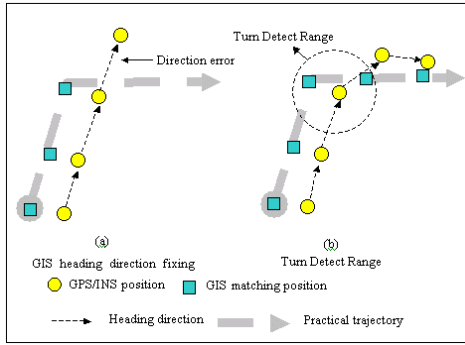 Turn Detect Range
Direction error
(a)
(b)
GIS heading direction fixing
Turn Detect Range
GPS/INS position
GIS matching position
Heading direction
Practical trajectory